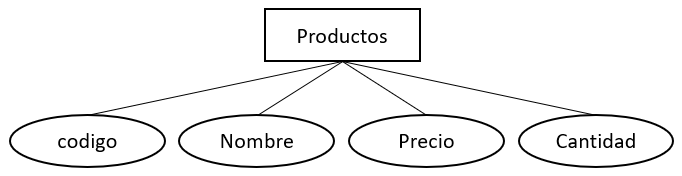 Productos
codigo
Nombre
Precio
Cantidad